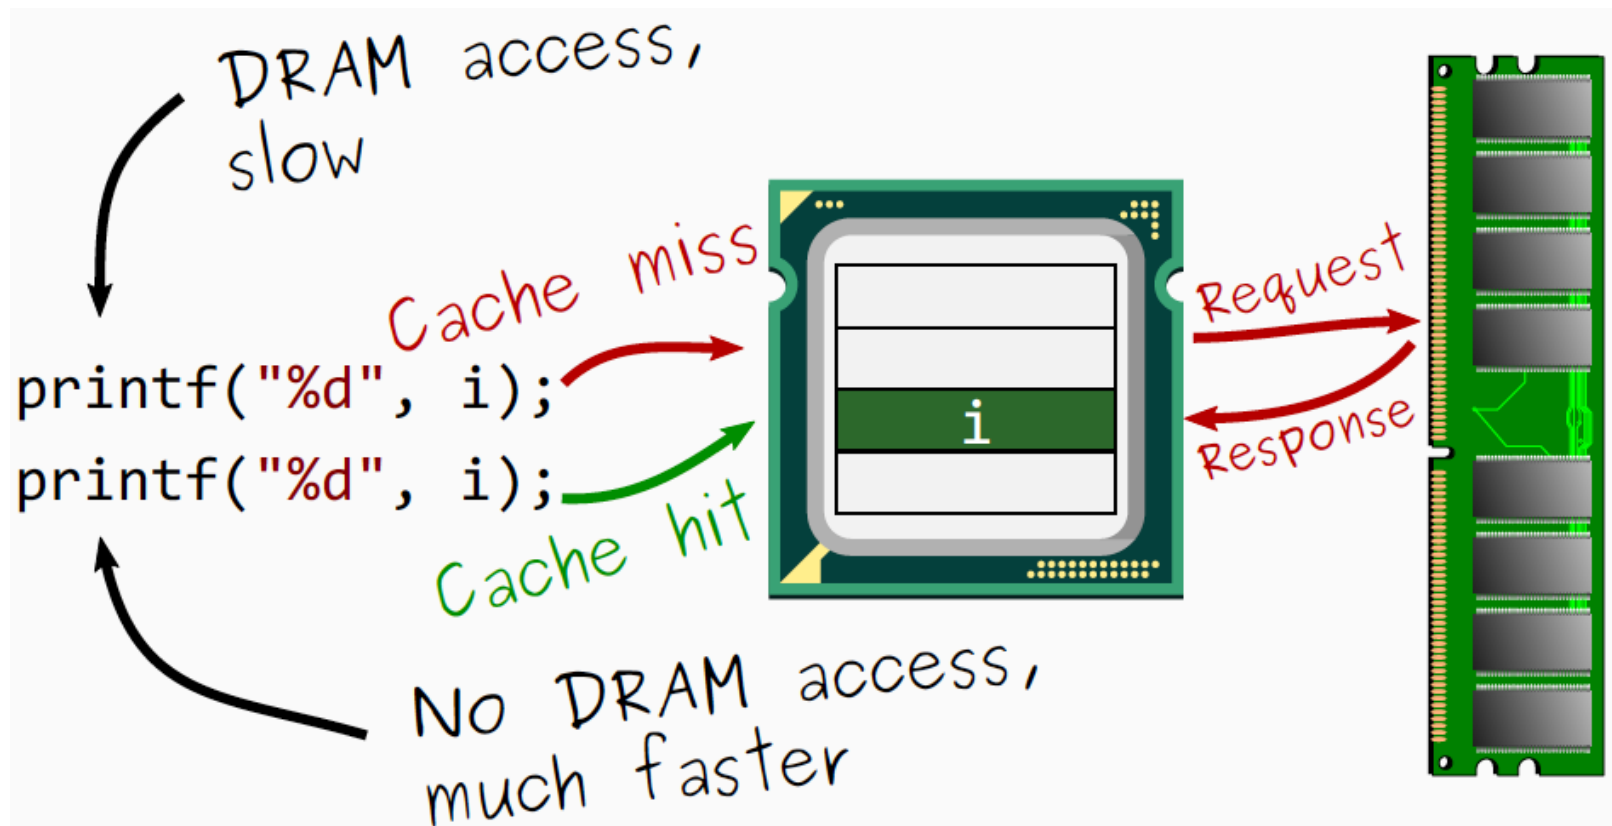 DRAM access,
slow
Cache miss
Request
printf("%d", i);
i
Response
printf("%d", i);
Cache hit
No DRAM access,
much faster